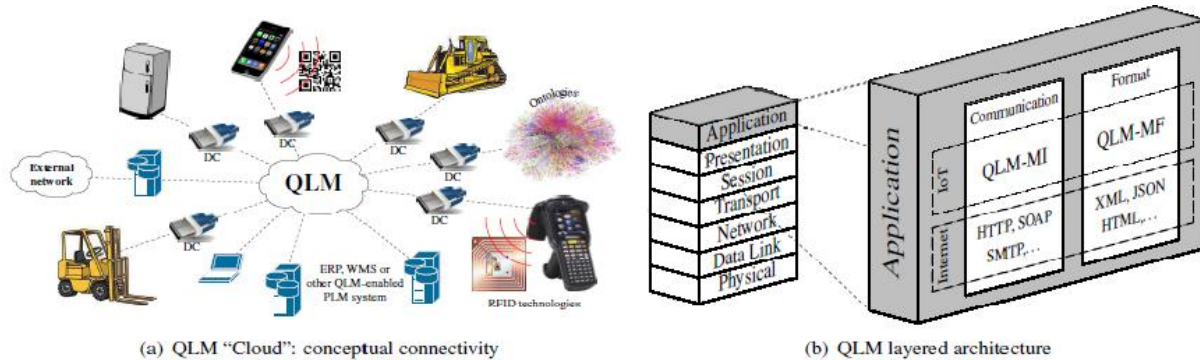 Ontologies
DC
DC
DC
DC
DC
DC
External
network
QLM
ERP, WMS or
other QLM-enabled
PLM system
RFID technologies
(a) QLM "Cloud": conceptual connectivity
Application
Presentation
Session
Transport
Network
Data Link
Physical
Application
Communication
Format
IoT
QLM-MI
QLM-MF
Internet
HTTP, SOAP
SMTP,...
XML, JSON
HTML,...
(b) QLM layered architecture